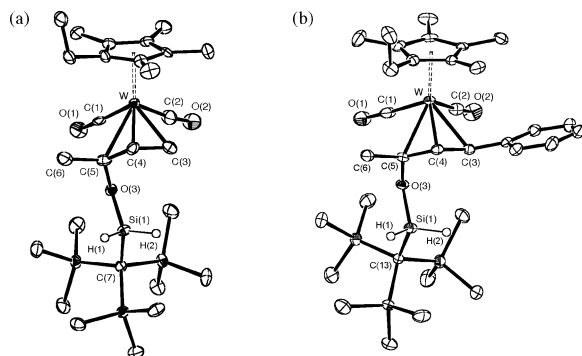 (a)
W
O(1)
C(1)
C(2)
O(2)
C(6)
C(5)
C(4)
C(3)
O(3)
Si(1)
H(1)
H(2)
C(7)
(b)
W
O(1)
C(1)
C(2)
O(2)
C(6)
C(5)
C(4)
C(3)
O(3)
Si(1)
H(1)
H(2)
C(13)